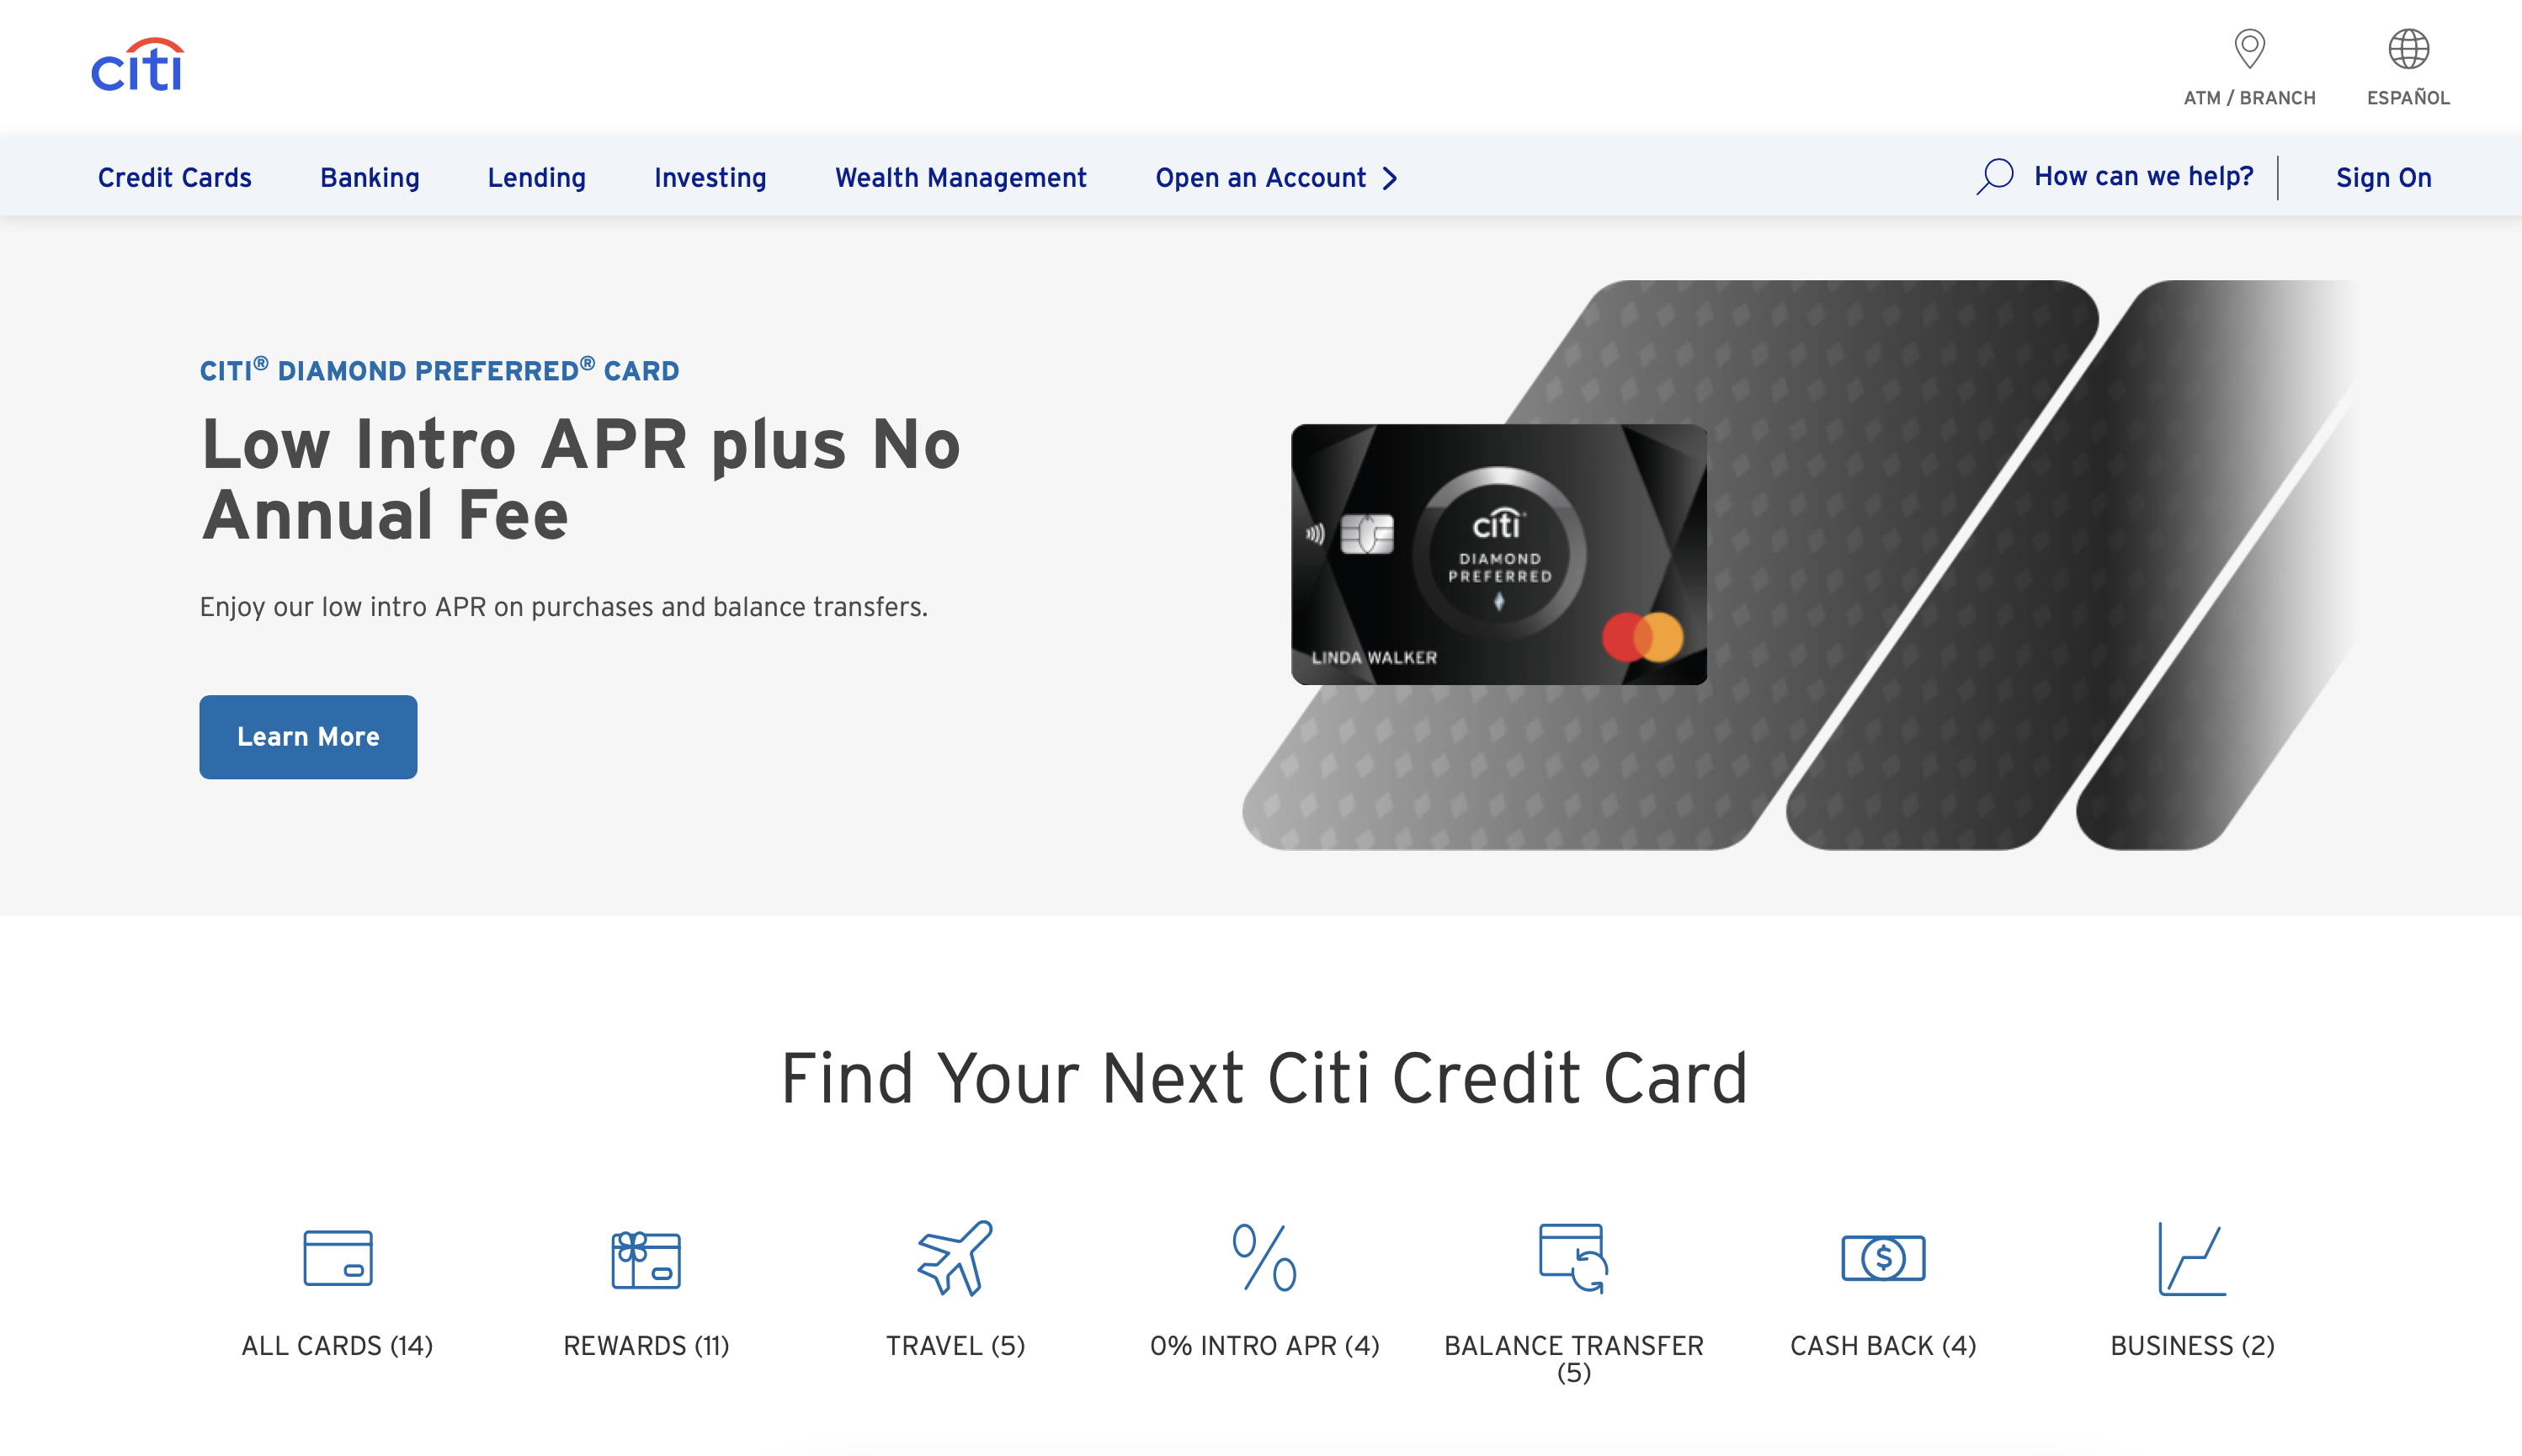 citi
ATM / BRANCH
ESPAÑOL
Credit Cards
Banking
Lending
Investing
Wealth Management
Open an Account
How can we help?
Sign On
CITI® DIAMOND PREFERRED® CARD
Low Intro APR plus No
Annual Fee
Enjoy our low intro APR on purchases and balance transfers.
Learn More
citi
DIAMOND
PREFERRED
LINDA WALKER
Find Your Next Citi Credit Card
ALL CARDS (14)
REWARDS (11)
TRAVEL (5)
0% INTRO APR (4)
BALANCE TRANSFER
(5)
CASH BACK (4)
BUSINESS (2)